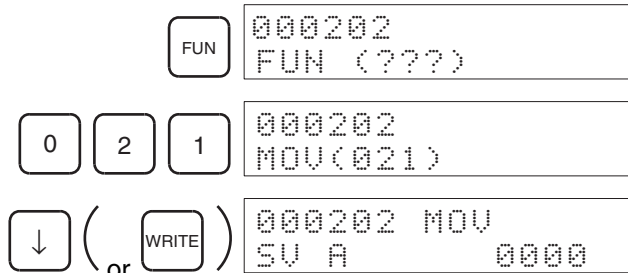 FUN
000202
FUN (???)
0 2 1
000202
MOV(021)
↓ ( or WRITE )
000202 MOV
SV A 0000